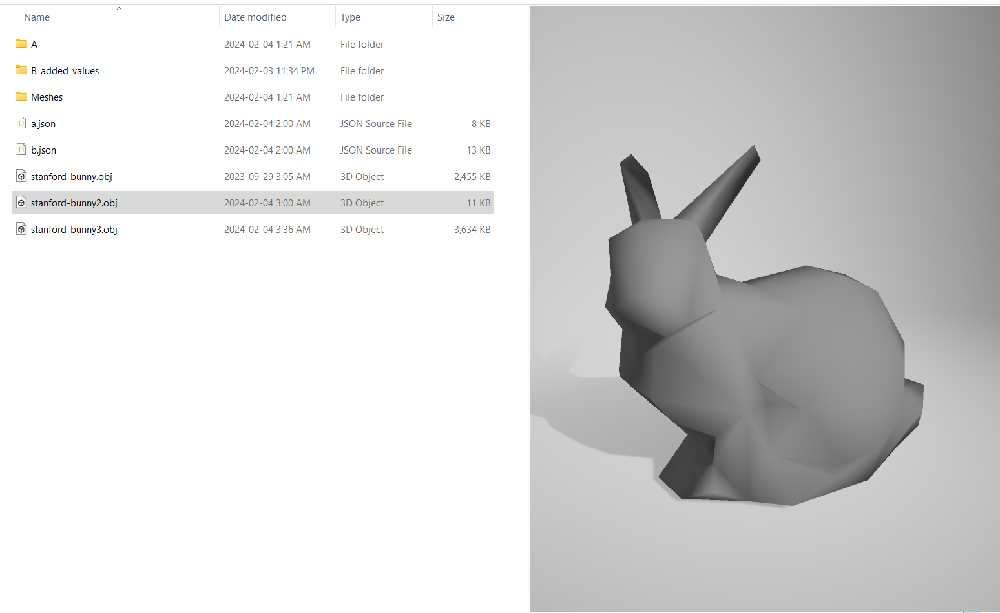 Name Date modified Type Size
A 2024-02-04 1:21 AM File folder
B_added_values 2024-02-03 11:34 PM File folder
Meshes 2024-02-04 1:21 AM File folder
a.json 2024-02-04 2:00 AM JSON Source File 8 KB
b.json 2024-02-04 2:00 AM JSON Source File 13 KB
stanford-bunny.obj 2023-09-29 3:05 AM 3D Object 2,455 KB
stanford-bunny2.obj 2024-02-04 3:00 AM 3D Object 11 KB
stanford-bunny3.obj 2024-02-04 3:36 AM 3D Object 3,634 KB